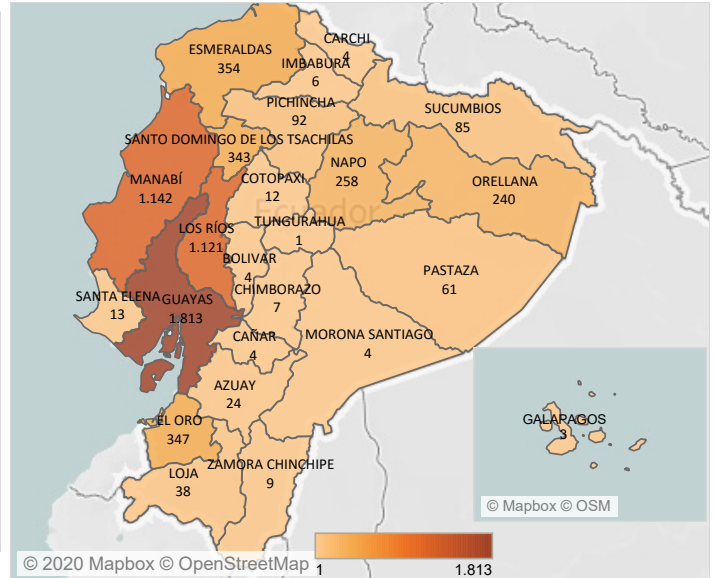 CARCHI
4
ESMERALDAS
354
IMBABURA
6
PICHINCHA
92
SUCUMBIOS
85
SANTO DOMINGO DE LOS TSACHILAS
343
NAPO
258
COTOPAXI
12
MANABÍ
1.142
ORELLANA
240
Ecuador
TUNGURAHUA
1
LOS RÍOS
1.121
BOLIVAR
4
PASTAZA
61
CHIMBORAZO
7
SANTA ELENA
13
GUAYAS
1.813
MORONA SANTIAGO
4
CAÑAR
4
AZUAY
24
EL ORO
347
GALAPAGOS
3
ZAMORA CHINCHIPE
9
LOJA
38
© Mapbox © OSM
© 2020 Mapbox © OpenStreetMap
1
1.813